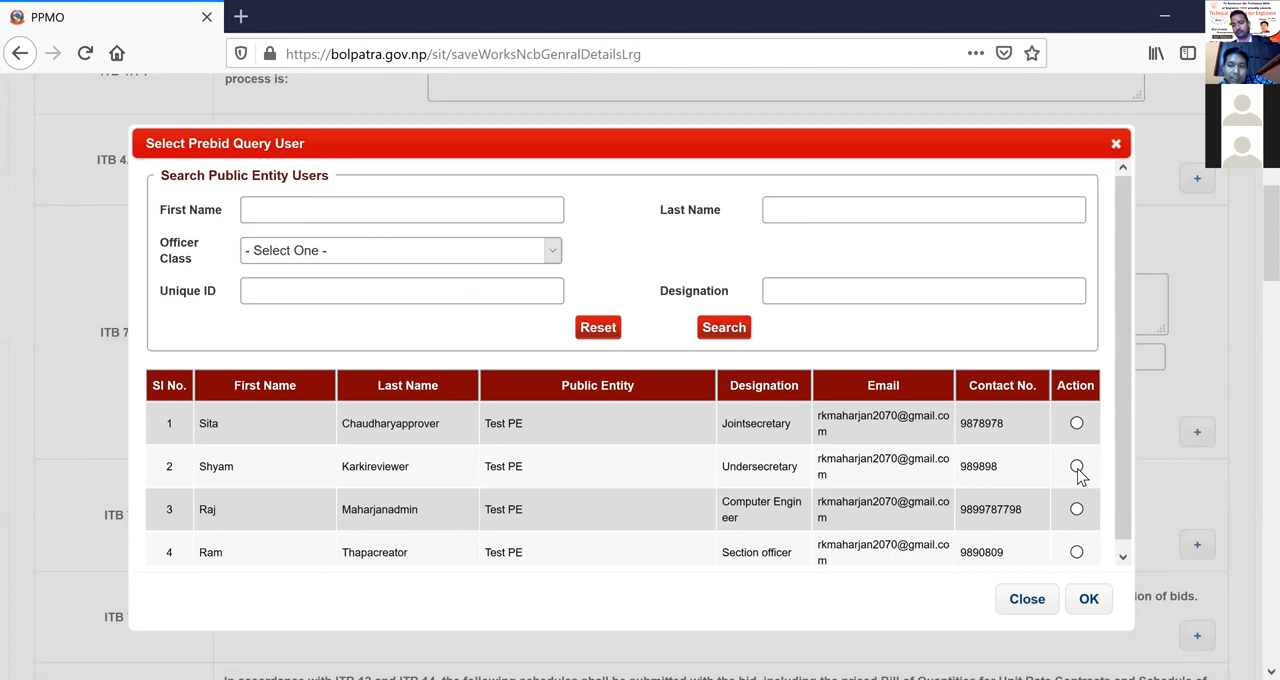 PPMO
https://bolpatra.gov.np/sit/saveWorksNcbGenralDetailsLrg
process is:
ITB 4.
Select Prebid Query User
Search Public Entity Users
First Name
Last Name
Officer
Class
- Select One -
Unique ID
Designation
ITB 7
Reset
Search
Sl No. First Name Last Name Public Entity Designation Email Contact No. Action
1 Sita Chaudharyapprover Test PE Jointsecretary rkmaharjan2070@gmail.co
m 9878978
2 Shyam Karkireviewer Test PE Undersecretary rkmaharjan2070@gmail.co
m 989898
3 Raj Maharjanadmin Test PE Computer Engin
eer rkmaharjan2070@gmail.co
m 9899787798
4 Ram Thapacreator Test PE Section officer rkmaharjan2070@gmail.co
m 9890809
ITB
Close
OK
ion of bids.
ITB
In accordance with ITB 12 and ITB 14, the following schedules shall be submitted with the bid, including the priced Bill of Quantities for Unit Rate Contracts and Schedule of